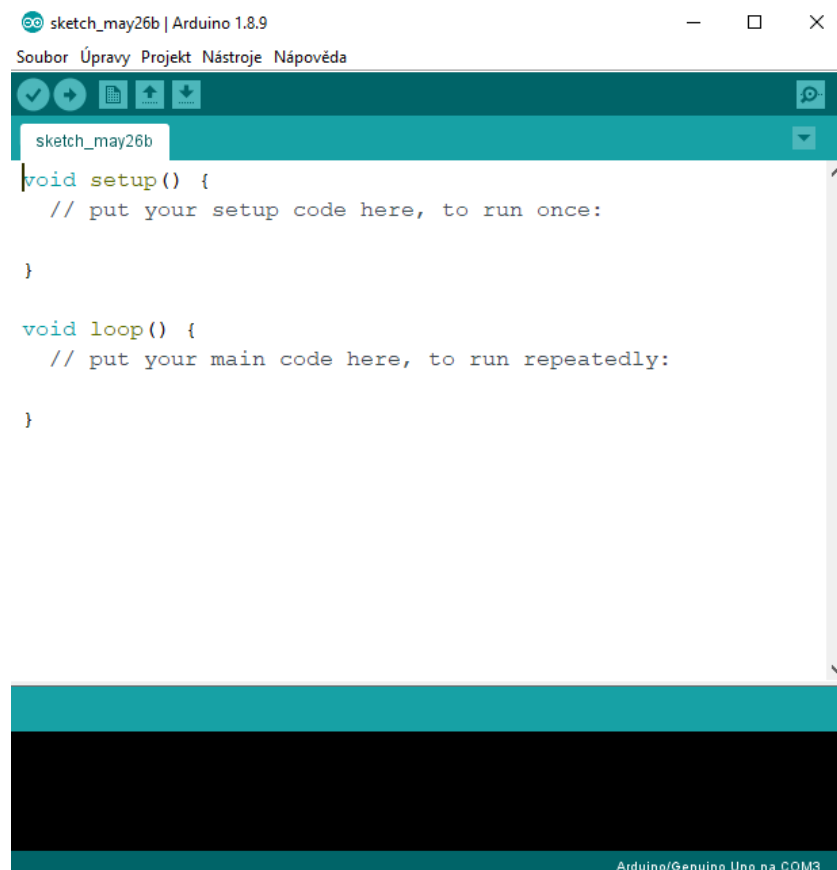 sketch_may26b | Arduino 1.8.9
Soubor Úpravy Projekt Nástroje Nápověda
sketch_may26b
void setup() {
  // put your setup code here, to run once:
}
void loop() {
  // put your main code here, to run repeatedly:
}
Arduino/Genuino Uno na COM3